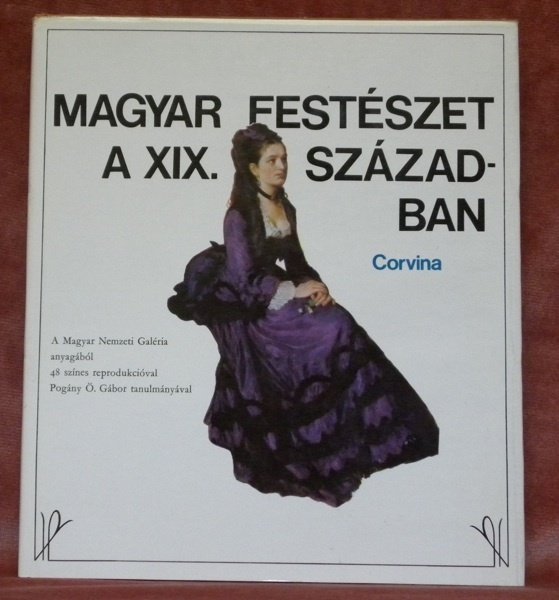 MAGYAR FESTÉSZET
A XIX. SZÁZAD-
BAN
Corvina
A Magyar Nemzeti Galéria
anyagából
48 színes reprodukcióval
Pogány Ö. Gábor tanulmányával